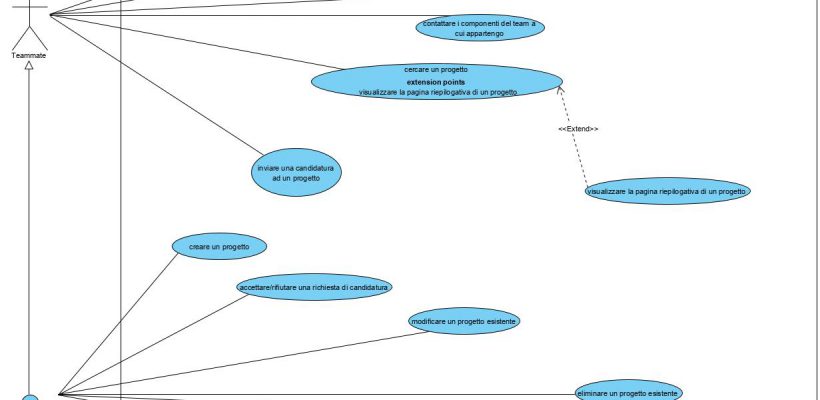 contattare i componenti del team a
cui appartengo
Teammate
cercare un progetto
extension points
visualizzare la pagina riepilogativa di un progetto
<<Extend>>
inviare una candidatura
ad un progetto
visualizzare la pagina riepilogativa di un progetto
creare un progetto
accettare/rifiutare una richiesta di candidatura
modificare un progetto esistente
eliminare un progetto esistente